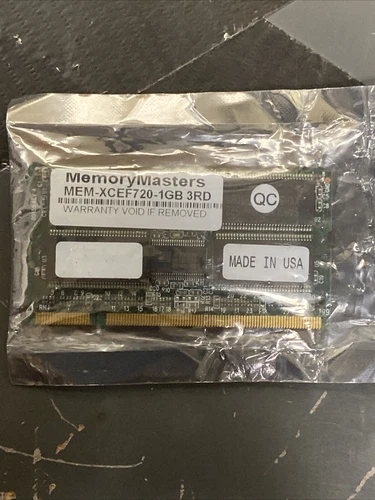 MemoryMasters
MEM-XCEF720-1GB 3RD
WARRANTY VOID IF REMOVED
QC
MADE IN USA